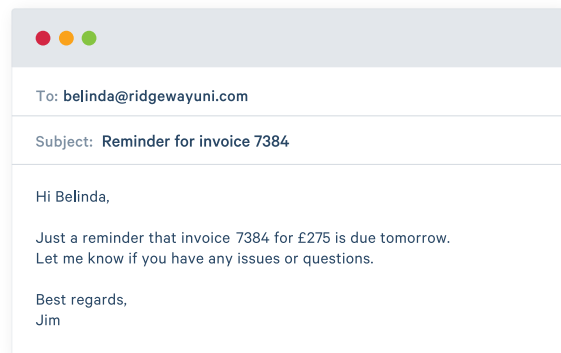 To: belinda@ridgewayuni.com
Subject: Reminder for invoice 7384
Hi Belinda,
Just a reminder that invoice 7384 for £275 is due tomorrow.
Let me know if you have any issues or questions.
Best regards,
Jim